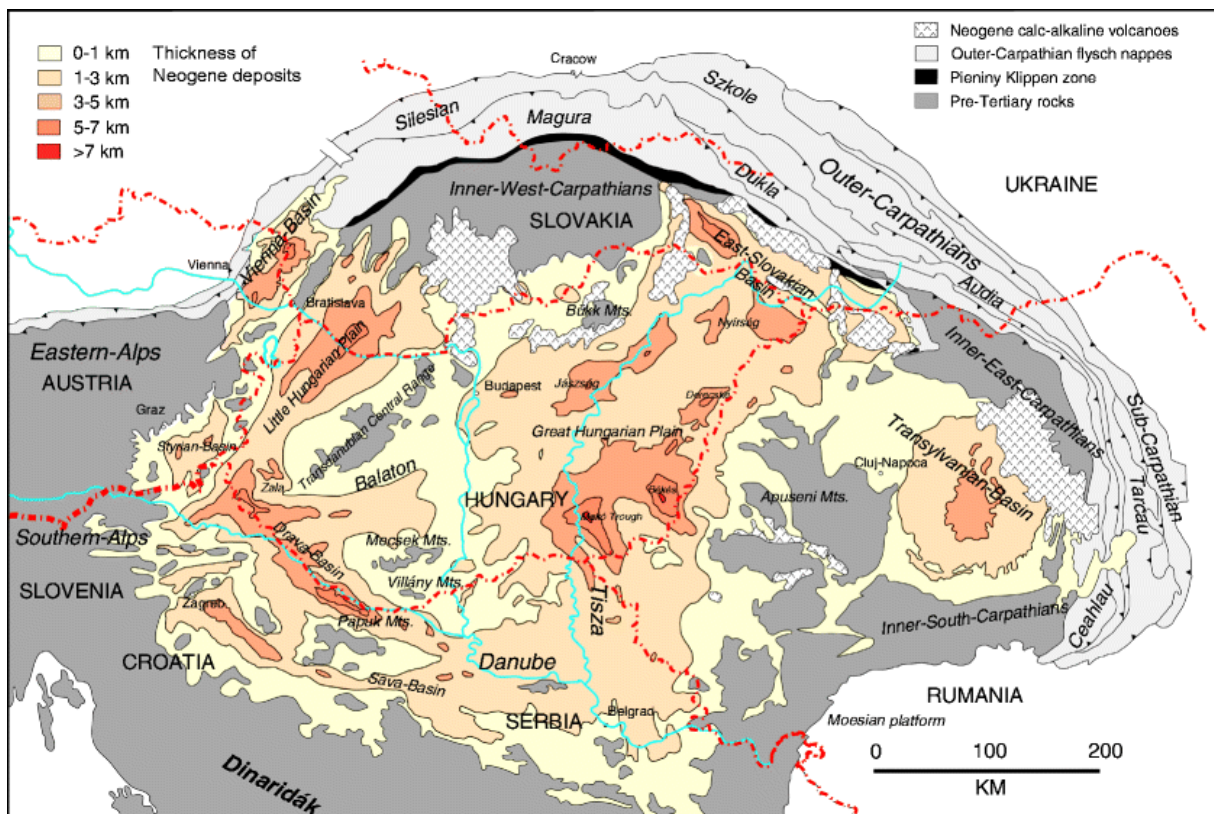 0-1 km
1-3 km
3-5 km
5-7 km
>7 km
Thickness of
Neogene deposits
Neogene calc-alkaline volcanoes
Outer-Carpathian flysch nappes
Pieniny Klippen zone
Pre-Tertiary rocks
Cracow
Szkole
Silesian
Magura
Dukla
Outer-Carpathians
UKRAINE
Inner-West-Carpathians
SLOVAKIA
Vienna-Basin
Vienna
East-Slovakian
Basin
Audia
Bratislava
Bükk Mts.
Nyírség
Eastern-Alps
AUSTRIA
Little Hungarian Plain
Inner-East-Carpathians
Budapest
Jászság
Derecske
Transdanubian Central Range
Graz
Styrian-Basin
Great Hungarian Plain
Sub-Carpathian
Tarcau
Transylvanian-Basin
Cluj-Napoca
Zala
Balaton
HUNGARY
Békés
Apuseni Mts.
Makó Trough
Southern-Alps
Drava-Basin
Mecsek Mts.
SLOVENIA
Villány Mts.
Zagreb
Papuk Mts.
Tisza
Inner-South-Carpathians
Ceahlau
CROATIA
Danube
Sava-Basin
SERBIA
Belgrad
RUMANIA
Moesian platform
0
100
200
KM
Dinaridák